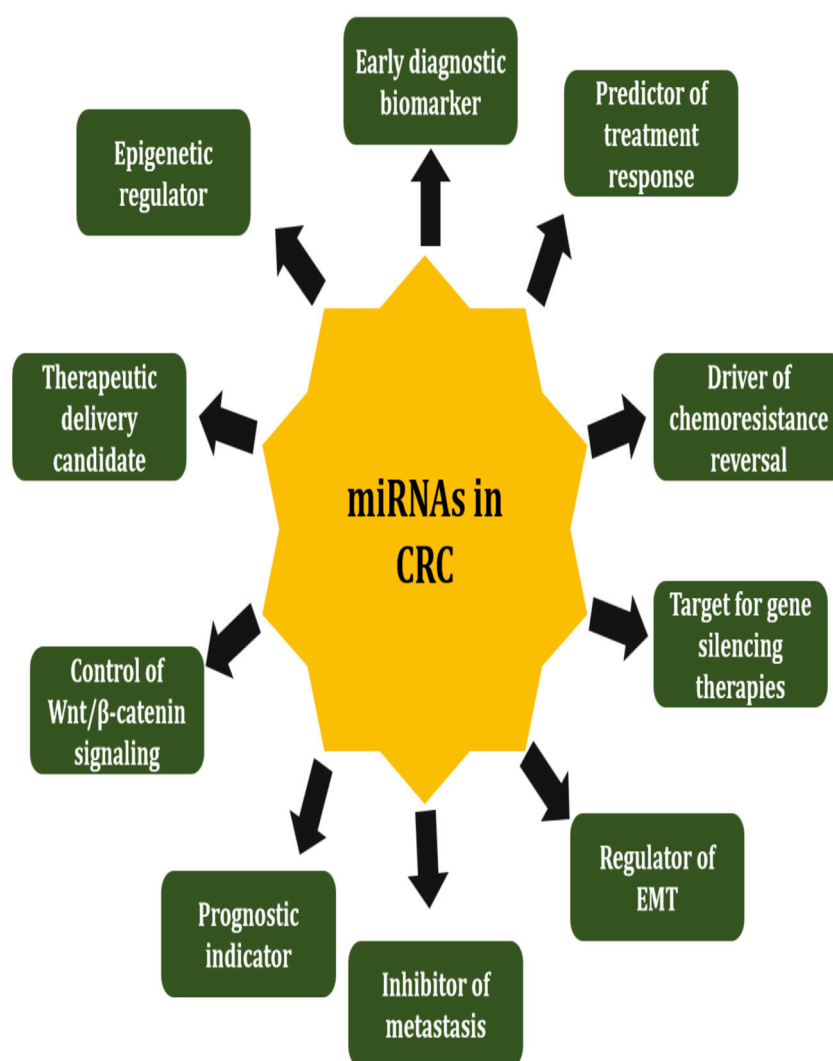 Early diagnostic
biomarker
Predictor of
treatment
response
Epigenetic
regulator
Therapeutic
delivery
candidate
Driver of
chemoresistance
reversal
miRNAs in
CRC
Target for gene
silencing
therapies
Control of
Wnt/β-catenin
signaling
Regulator of
EMT
Prognostic
indicator
Inhibitor of
metastasis